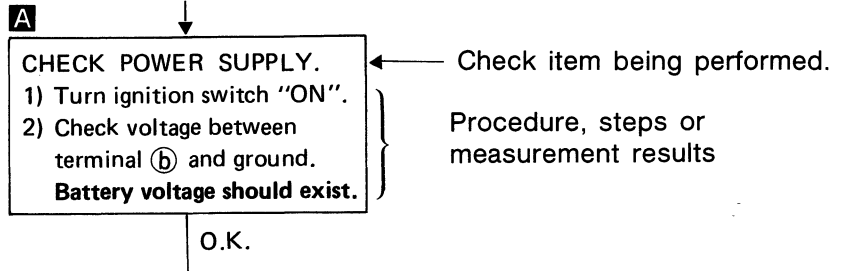 A
CHECK POWER SUPPLY.
1) Turn ignition switch "ON".
2) Check voltage between
terminal ⓑ and ground.
Battery voltage should exist.
O.K.
Check item being performed.
Procedure, steps or
measurement results